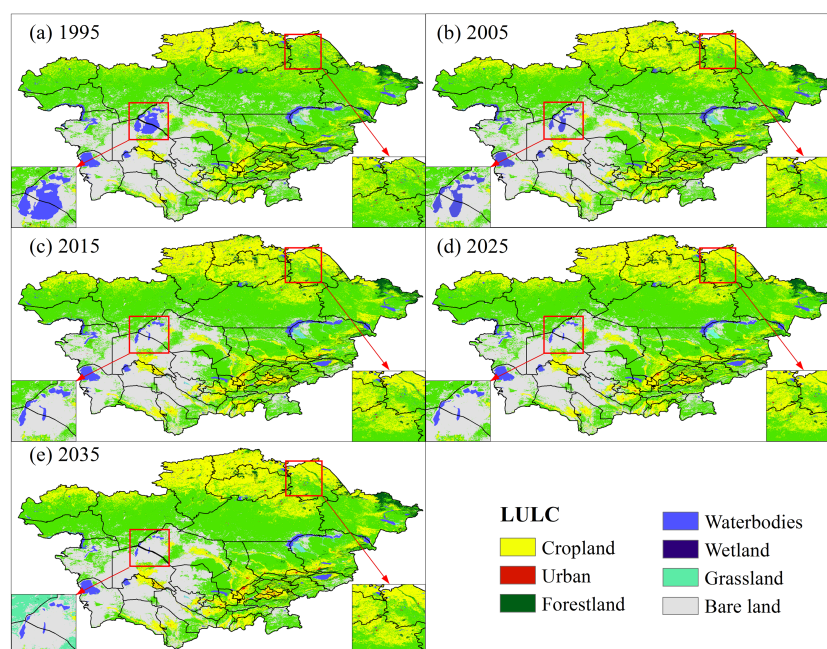 (a) 1995
(b) 2005
(c) 2015
(d) 2025
(e) 2035
LULC
Cropland
Urban
Forestland
Waterbodies
Wetland
Grassland
Bare land